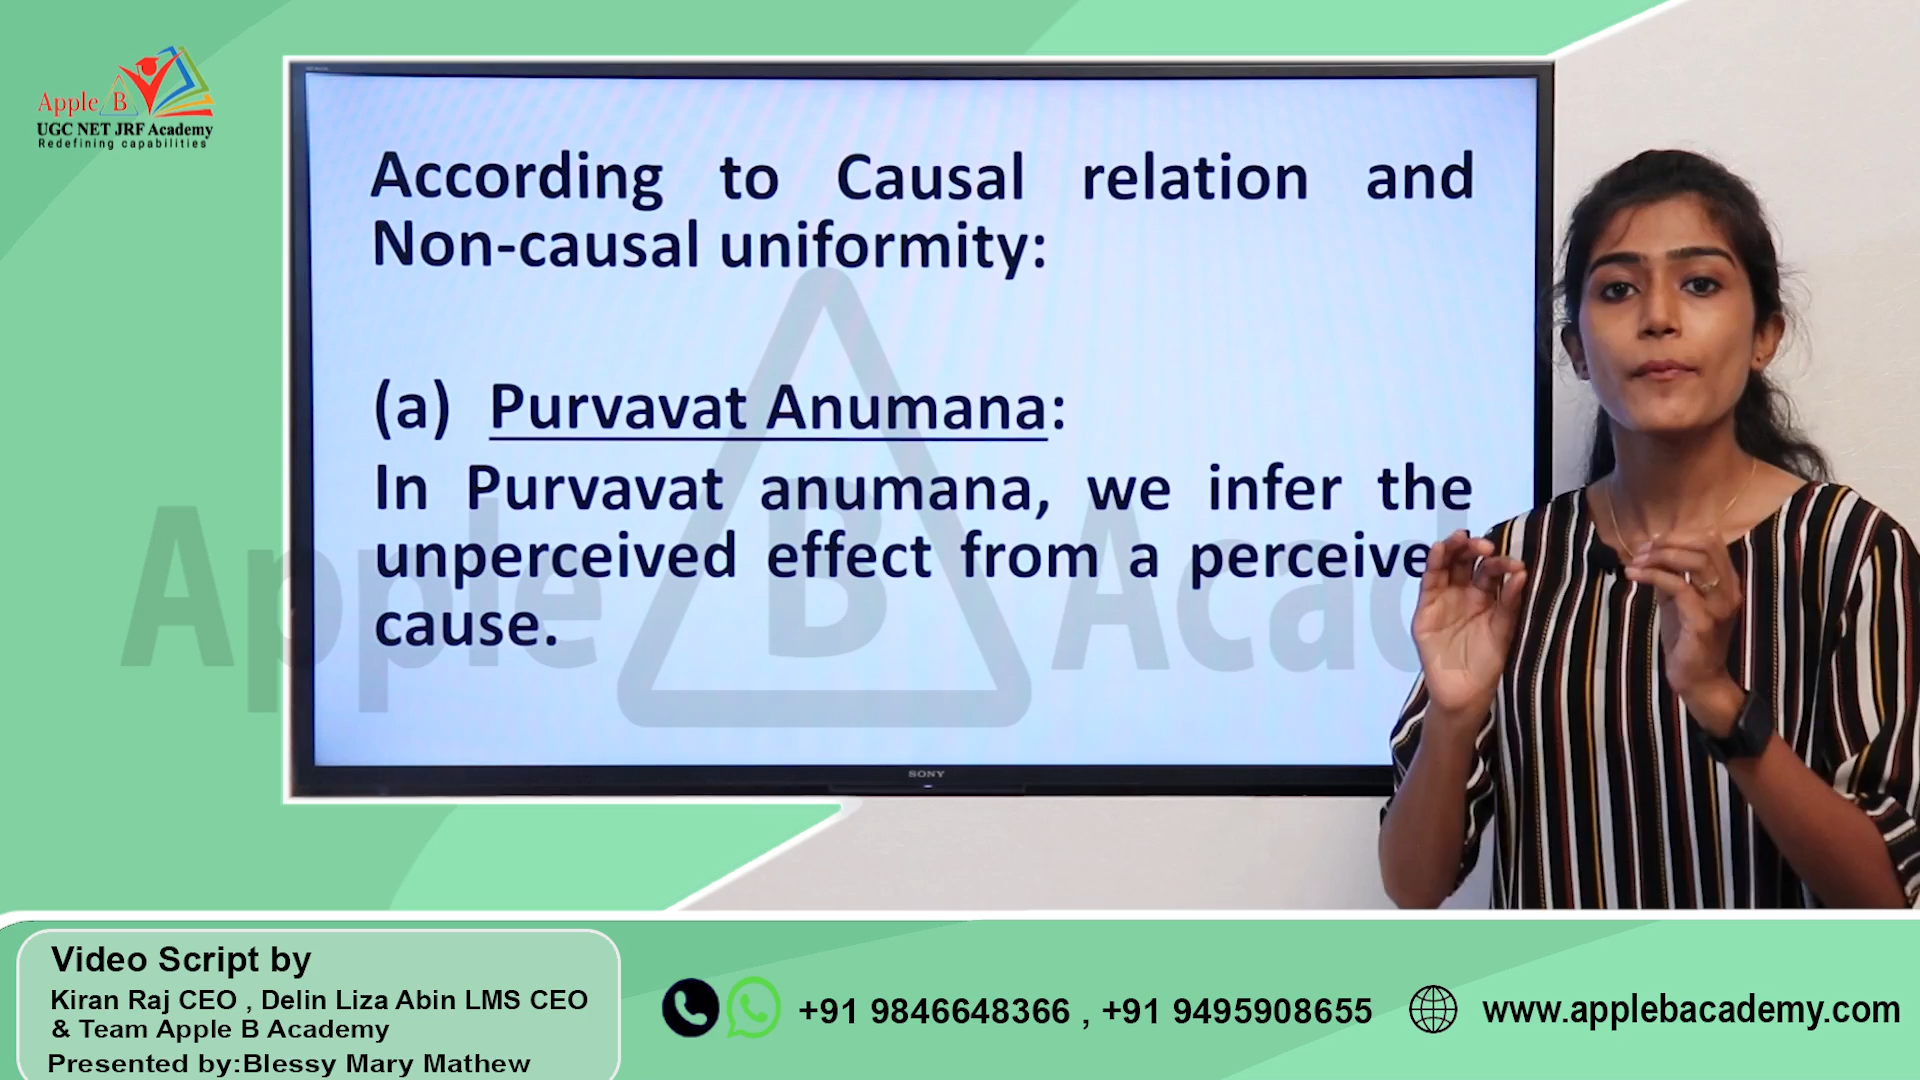 Apple B
UGC NET JRF Academy
Redefining capabilities
According to Causal relation and
Non-causal uniformity:
(a) Purvavat Anumana:
In Purvavat anumana, we infer the
unperceived effect from a perceive
cause.
Apple B Acad
SONY
Video Script by
Kiran Raj CEO , Delin Liza Abin LMS CEO
& Team Apple B Academy
Presented by:Blessy Mary Mathew
+91 9846648366 , +91 9495908655
www.applebacademy.com